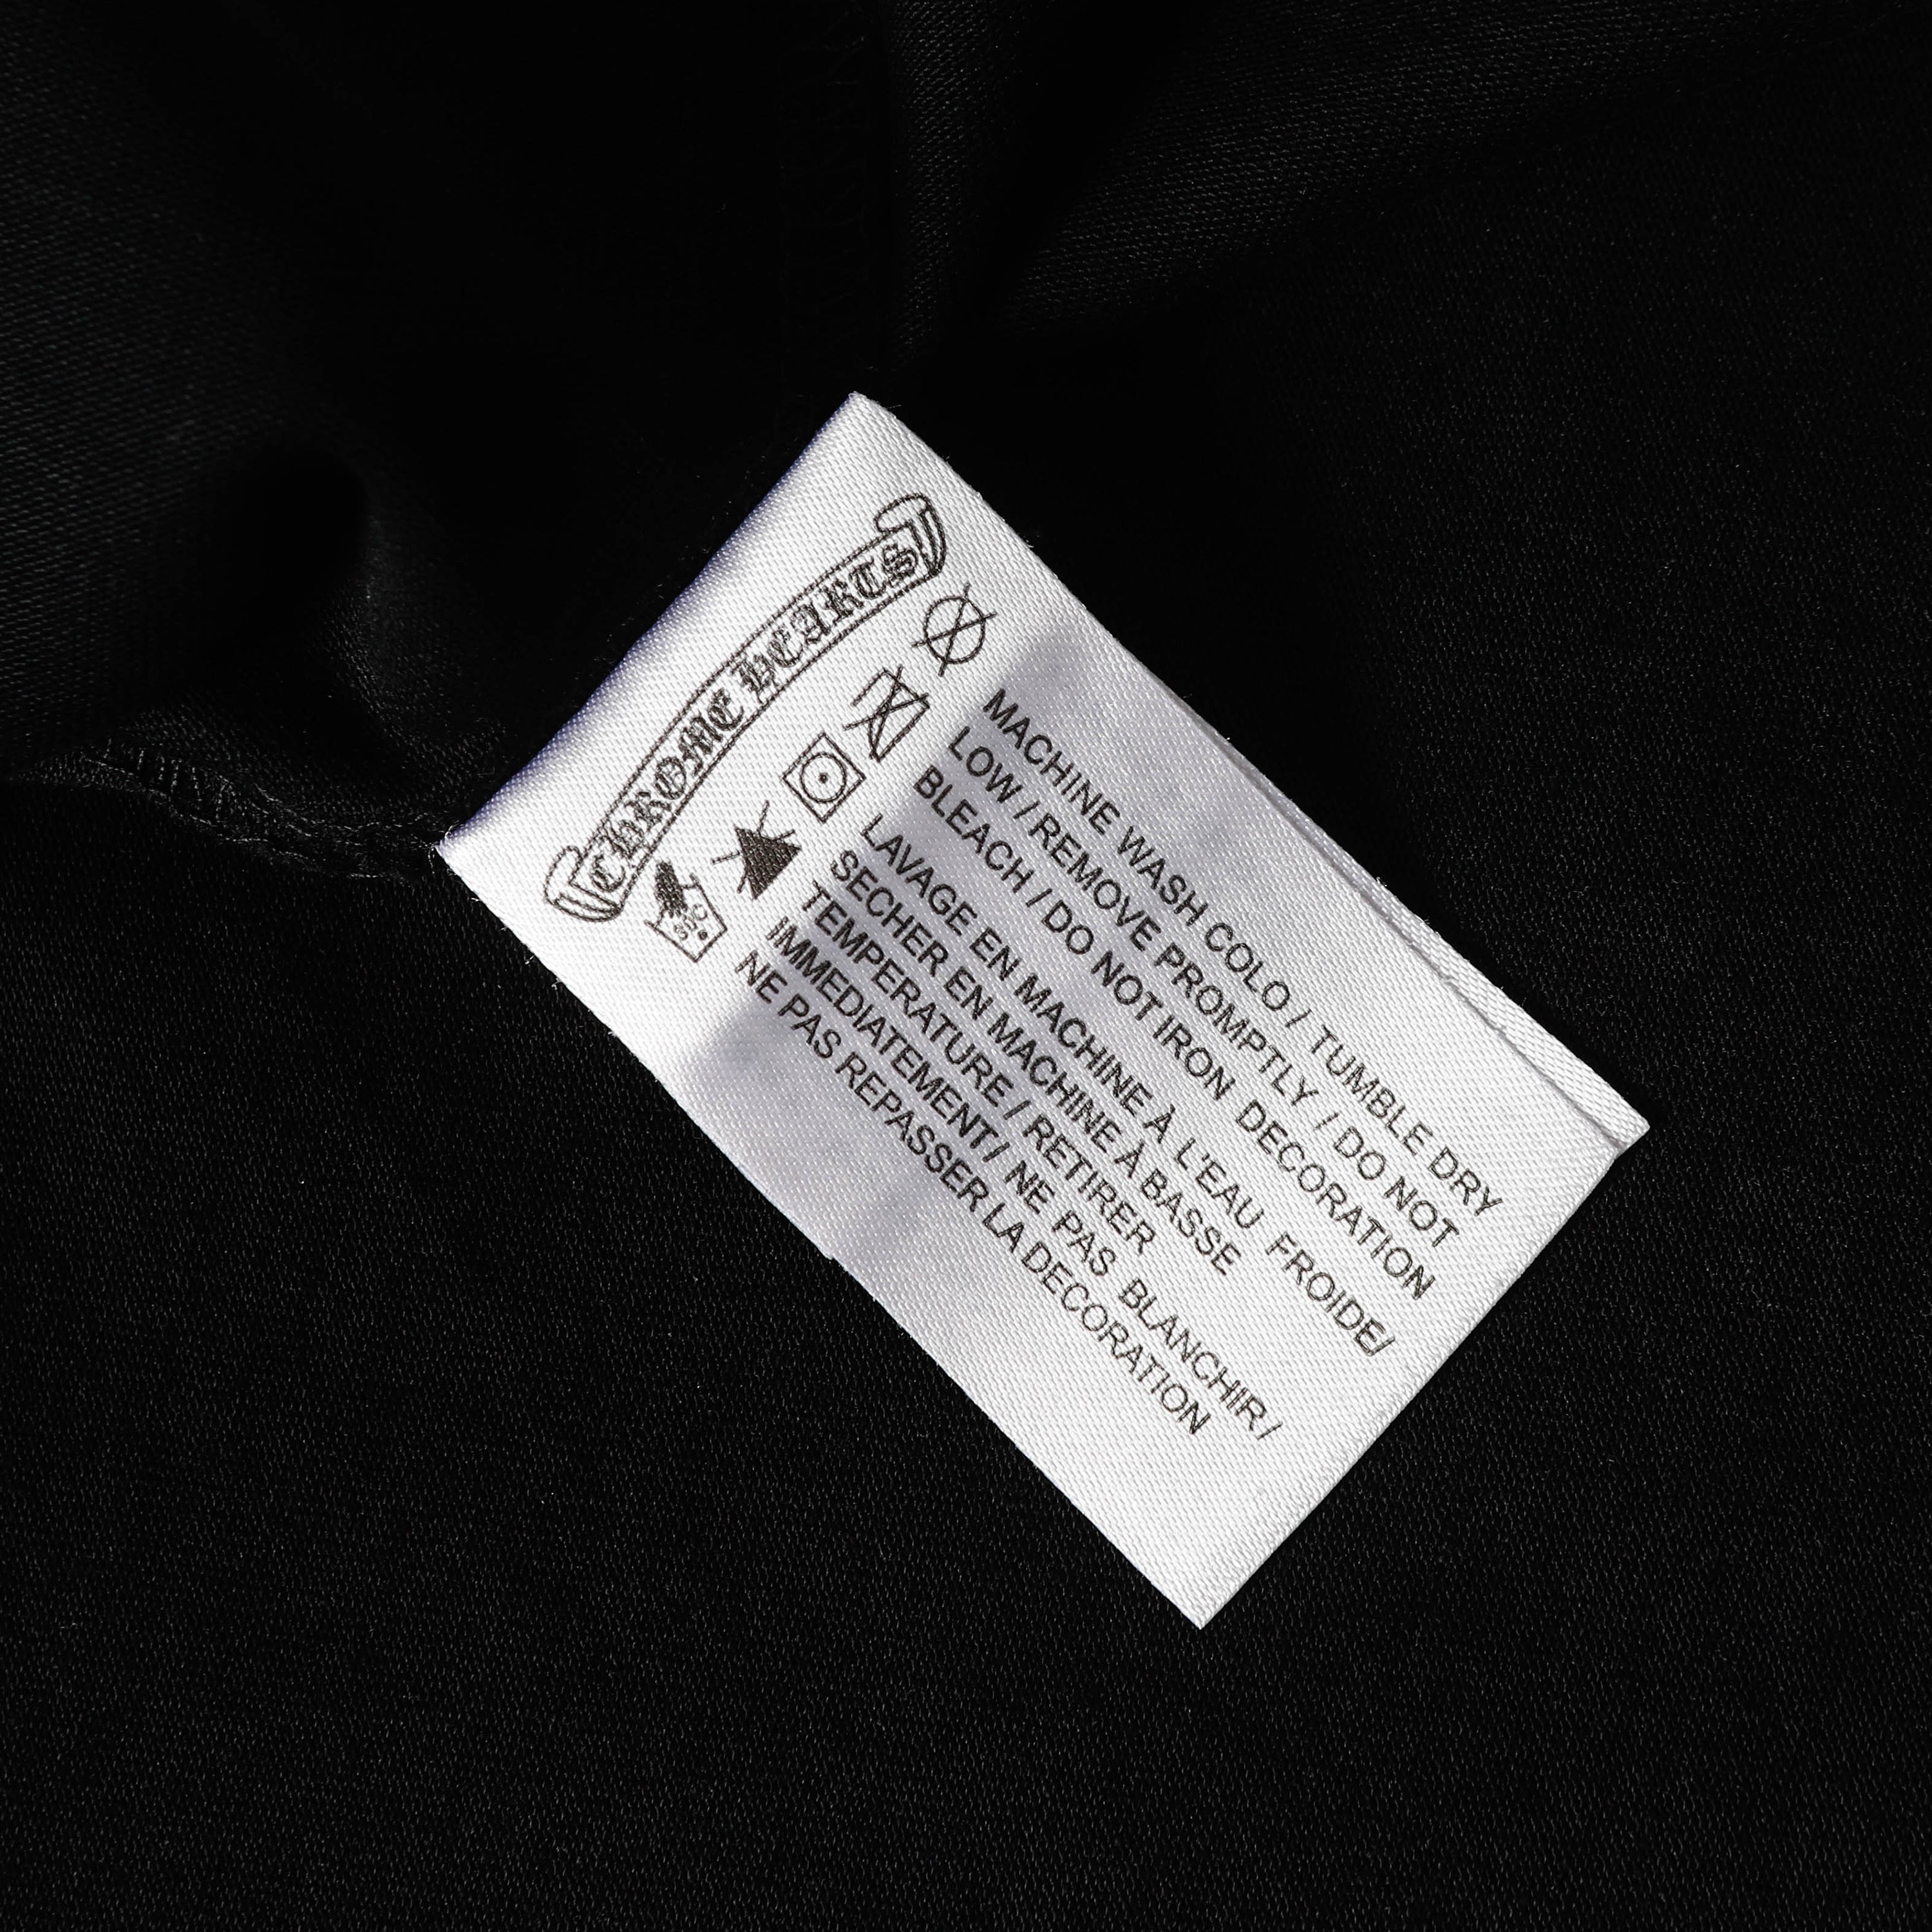 CHROME HEARTS
MACHINE WASH COLO / TUMBLE DRY
LOW / REMOVE PROMPTLY / DO NOT
BLEACH / DO NOT IRON DECORATION
LAVAGE EN MACHINE À L'EAU FROIDE/
SECHER EN MACHINE À BASSE
TEMPERATURE / RETIRER
IMMEDIATEMENT/ NE PAS BLANCHIR/
NE PAS REPASSER LA DECORATION